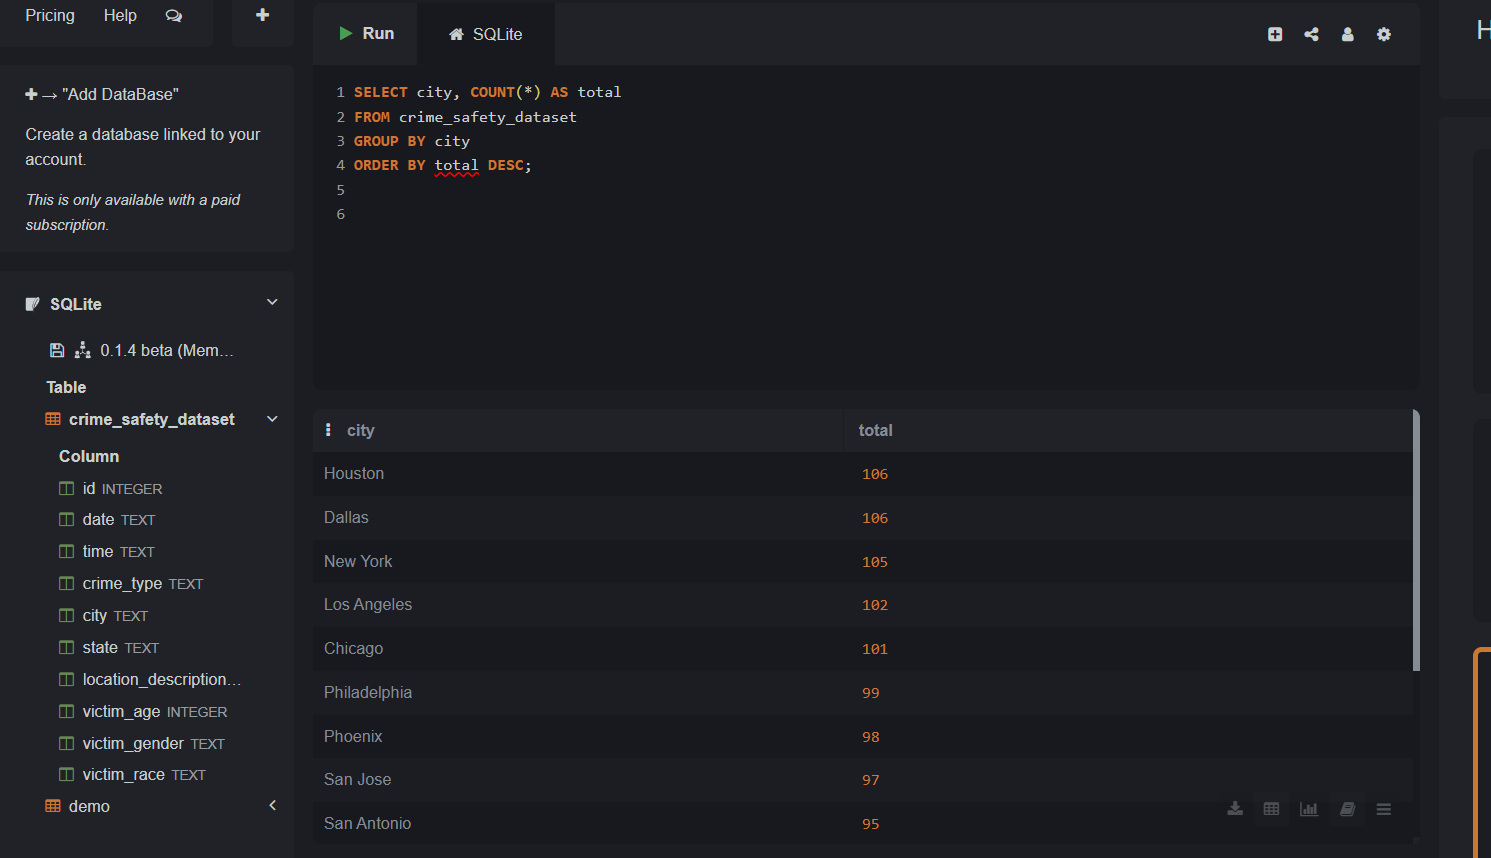 Pricing Help
Run SQLite
"Add DataBase"
Create a database linked to your
account.
This is only available with a paid
subscription.
1 SELECT city, COUNT(*) AS total
2 FROM crime_safety_dataset
3 GROUP BY city
4 ORDER BY total DESC;
5
6
SQLite
0.1.4 beta (Mem…
Table
crime_safety_dataset
Column
id INTEGER
date TEXT
time TEXT
crime_type TEXT
city TEXT
state TEXT
location_description…
victim_age INTEGER
victim_gender TEXT
victim_race TEXT
demo
city total
Houston 106
Dallas 106
New York 105
Los Angeles 102
Chicago 101
Philadelphia 99
Phoenix 98
San Jose 97
San Antonio 95